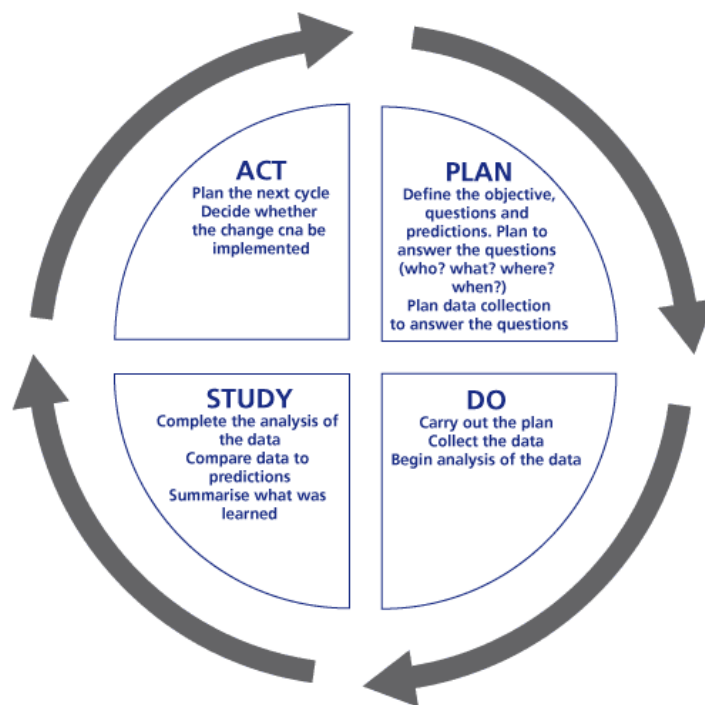 ACT
Plan the next cycle
Decide whether
the change cna be
implemented
PLAN
Define the objective,
questions and
predictions. Plan to
answer the questions
(who? what? where?
when?)
Plan data collection
to answer the questions
STUDY
Complete the analysis of
the data
Compare data to
predictions
Summarise what was
learned
DO
Carry out the plan
Collect the data
Begin analysis of the data